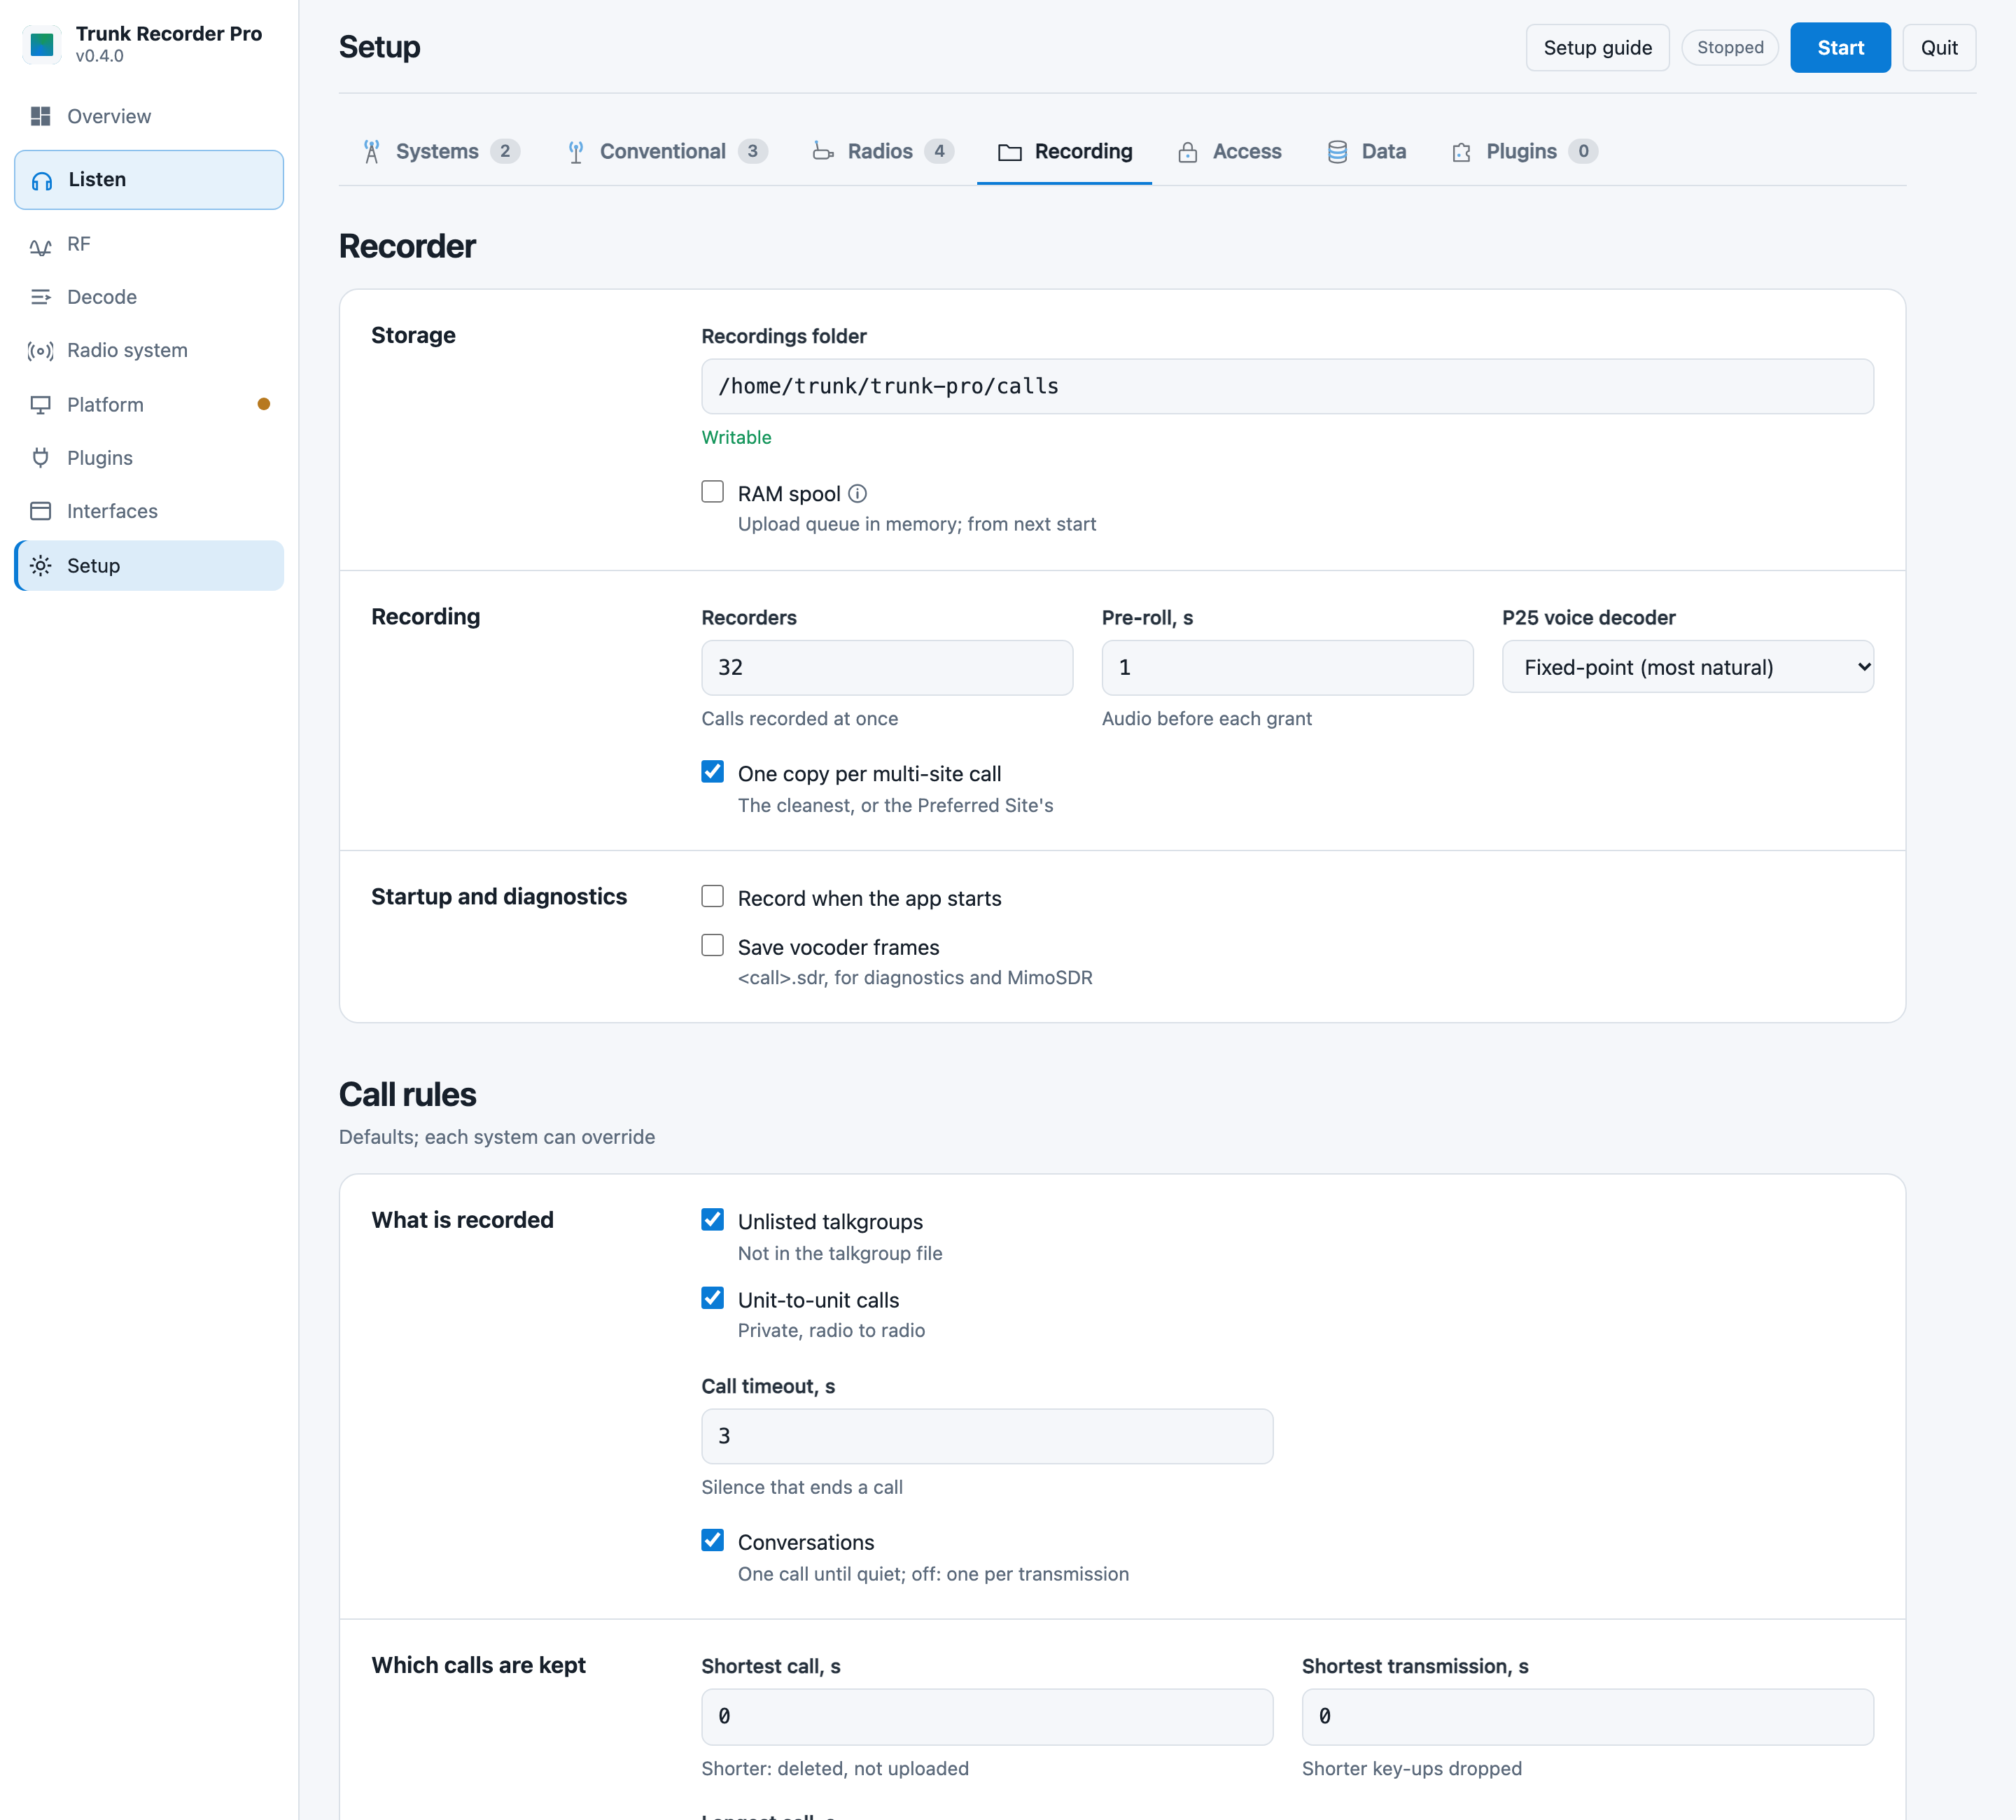 Trunk Recorder Pro
v0.4.0
Overview
Listen
RF
Decode
Radio system
Platform
Plugins
Interfaces
Setup
Setup
Setup guide
Stopped
Start
Quit
Systems 2
Conventional 3
Radios 4
Recording
Access
Data
Plugins 0
Recorder
Storage
Recordings folder
/home/trunk/trunk-pro/calls
Writable
RAM spool
Upload queue in memory; from next start
Recording
Recorders
32
Calls recorded at once
Pre-roll, s
1
Audio before each grant
P25 voice decoder
Fixed-point (most natural)
One copy per multi-site call
The cleanest, or the Preferred Site's
Startup and diagnostics
Record when the app starts
Save vocoder frames
<call>.sdr, for diagnostics and MimoSDR
Call rules
Defaults; each system can override
What is recorded
Unlisted talkgroups
Not in the talkgroup file
Unit-to-unit calls
Private, radio to radio
Call timeout, s
3
Silence that ends a call
Conversations
One call until quiet; off: one per transmission
Which calls are kept
Shortest call, s
0
Shorter: deleted, not uploaded
Shortest transmission, s
0
Shorter key-ups dropped